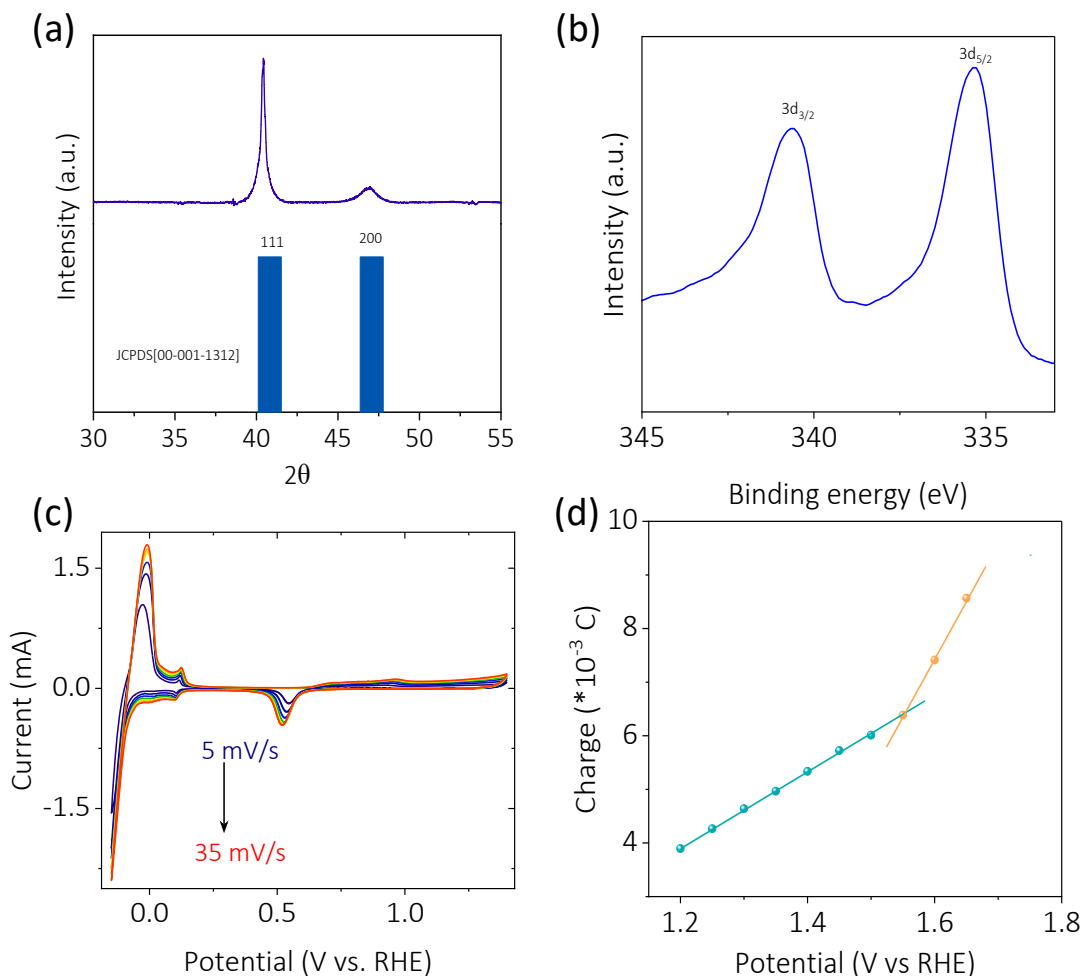 (a)
Intensity (a.u.)
111
200
JCPDS[00-001-1312]
30 35 40 45 50 55
2θ
(b)
Intensity (a.u.)
3d3/2
3d5/2
345 340 335
Binding energy (eV)
(c)
Current (mA)
1.5
0.0
-1.5
5 mV/s
35 mV/s
0.0 0.5 1.0
Potential (V vs. RHE)
(d)
Charge (*10-3 C)
10
8
6
4
1.2 1.4 1.6 1.8
Potential (V vs RHE)